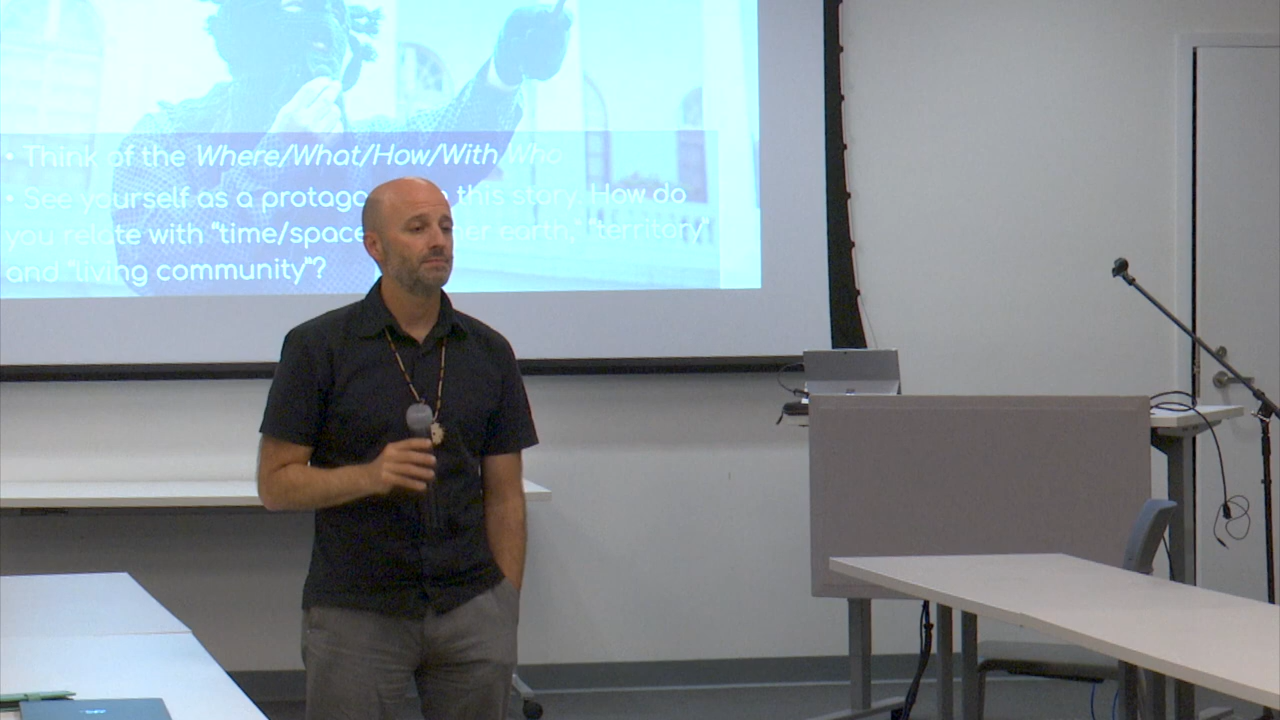 • Think of the Where/What/How/With Who
• See yourself as a this story. How do
you relate with "time/space earth," "territory"
and "living community"?